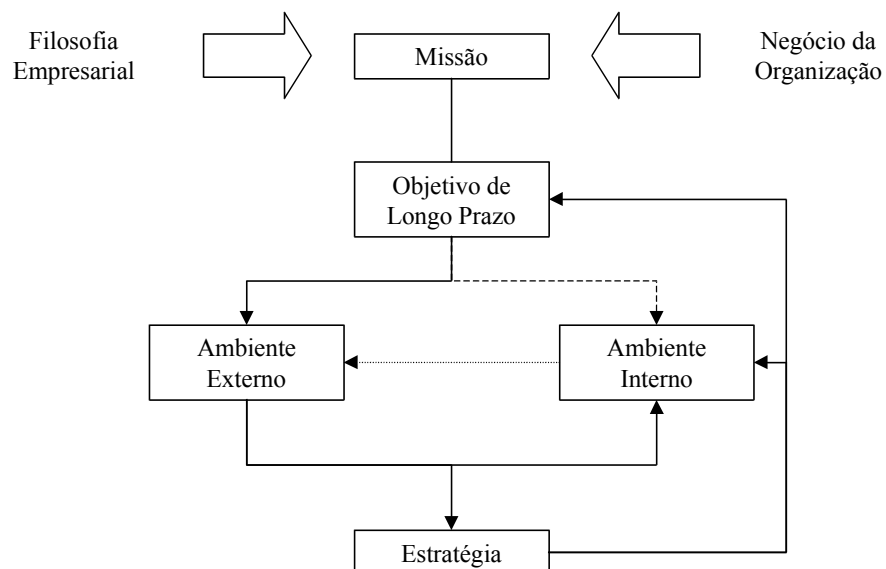 Filosofia
Empresarial
Missão
Negócio da
Organização
Objetivo de
Longo Prazo
Ambiente
Externo
Ambiente
Interno
Estratégia